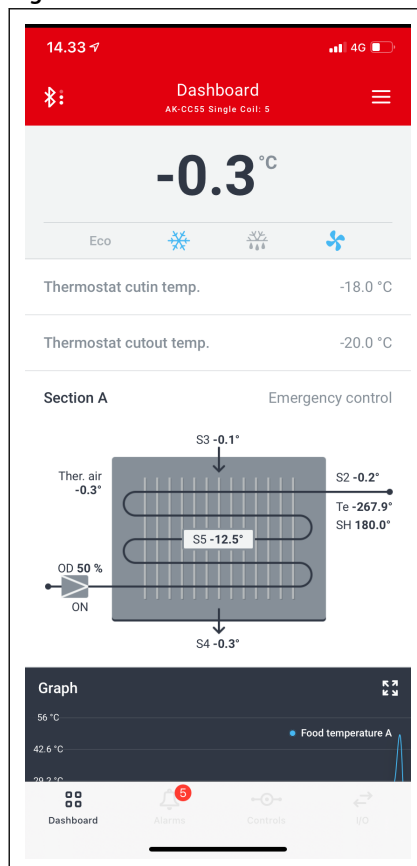 14.33
4G
Dashboard
AK-CC55 Single Coil: 5
-0.3 °C
Eco
Thermostat cutin temp. -18.0 °C
Thermostat cutout temp. -20.0 °C
Section A Emergency control
S3 -0.1°
Ther. air
-0.3°
S2 -0.2°
Te -267.9°
SH 180.0°
S5 -12.5°
OD 50 %
ON
S4 -0.3°
Graph
56 °C
Food temperature A
42.6 °C
29.2 °C
5
Dashboard Alarms Controls I/O